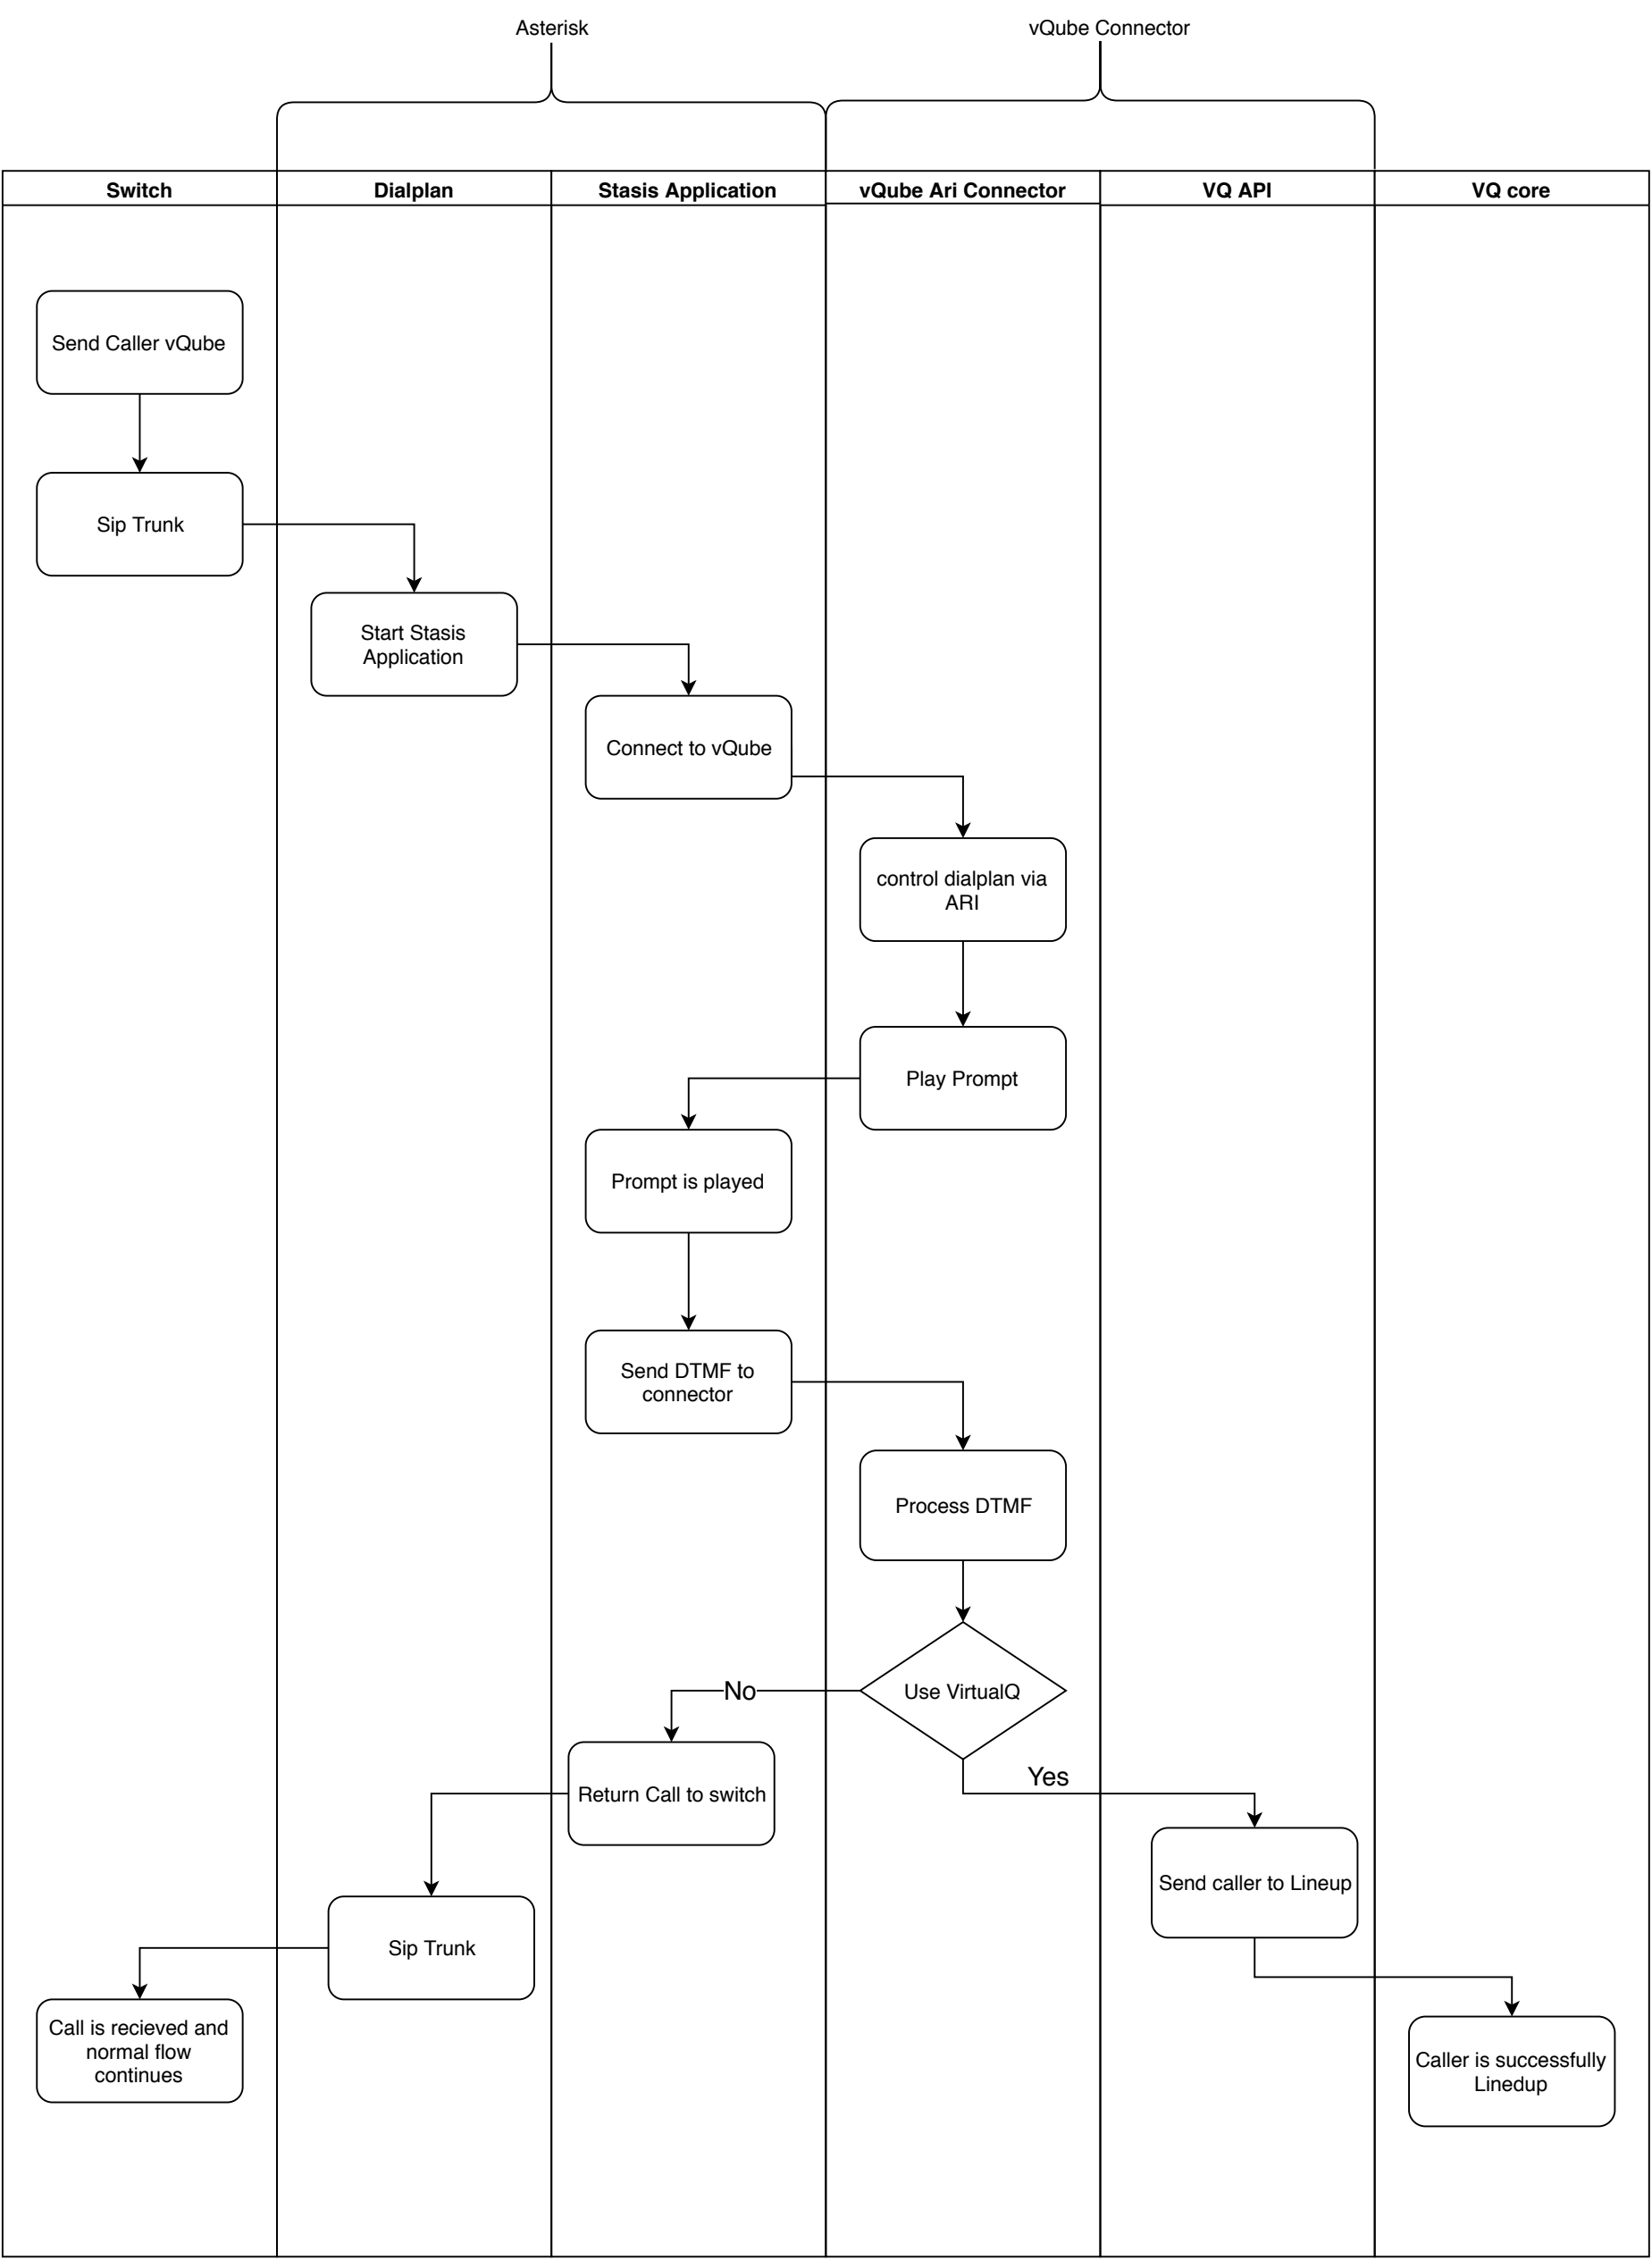 Asterisk
vQube Connector
Switch
Dialplan
Stasis Application
vQube Ari Connector
VQ API
VQ core
Send Caller vQube
Sip Trunk
Start Stasis
Application
Connect to vQube
control dialplan via
ARI
Play Prompt
Prompt is played
Send DTMF to
connector
Process DTMF
Use VirtualQ
No
Yes
Return Call to switch
Send caller to Lineup
Sip Trunk
Call is recieved and
normal flow
continues
Caller is successfully
Linedup